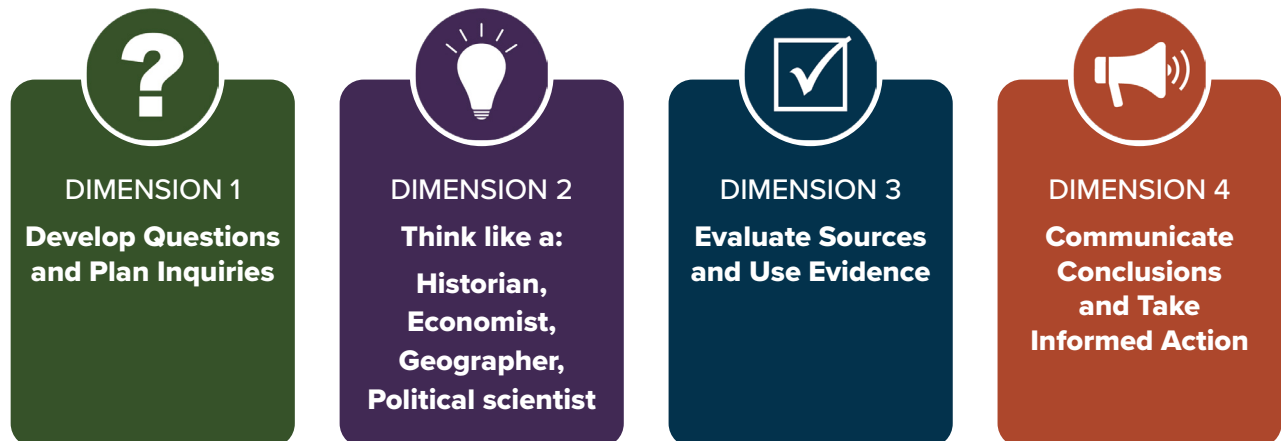 ?
DIMENSION 1
Develop Questions
and Plan Inquiries
DIMENSION 2
Think like a:
Historian,
Economist,
Geographer,
Political scientist
DIMENSION 3
Evaluate Sources
and Use Evidence
DIMENSION 4
Communicate
Conclusions
and Take
Informed Action